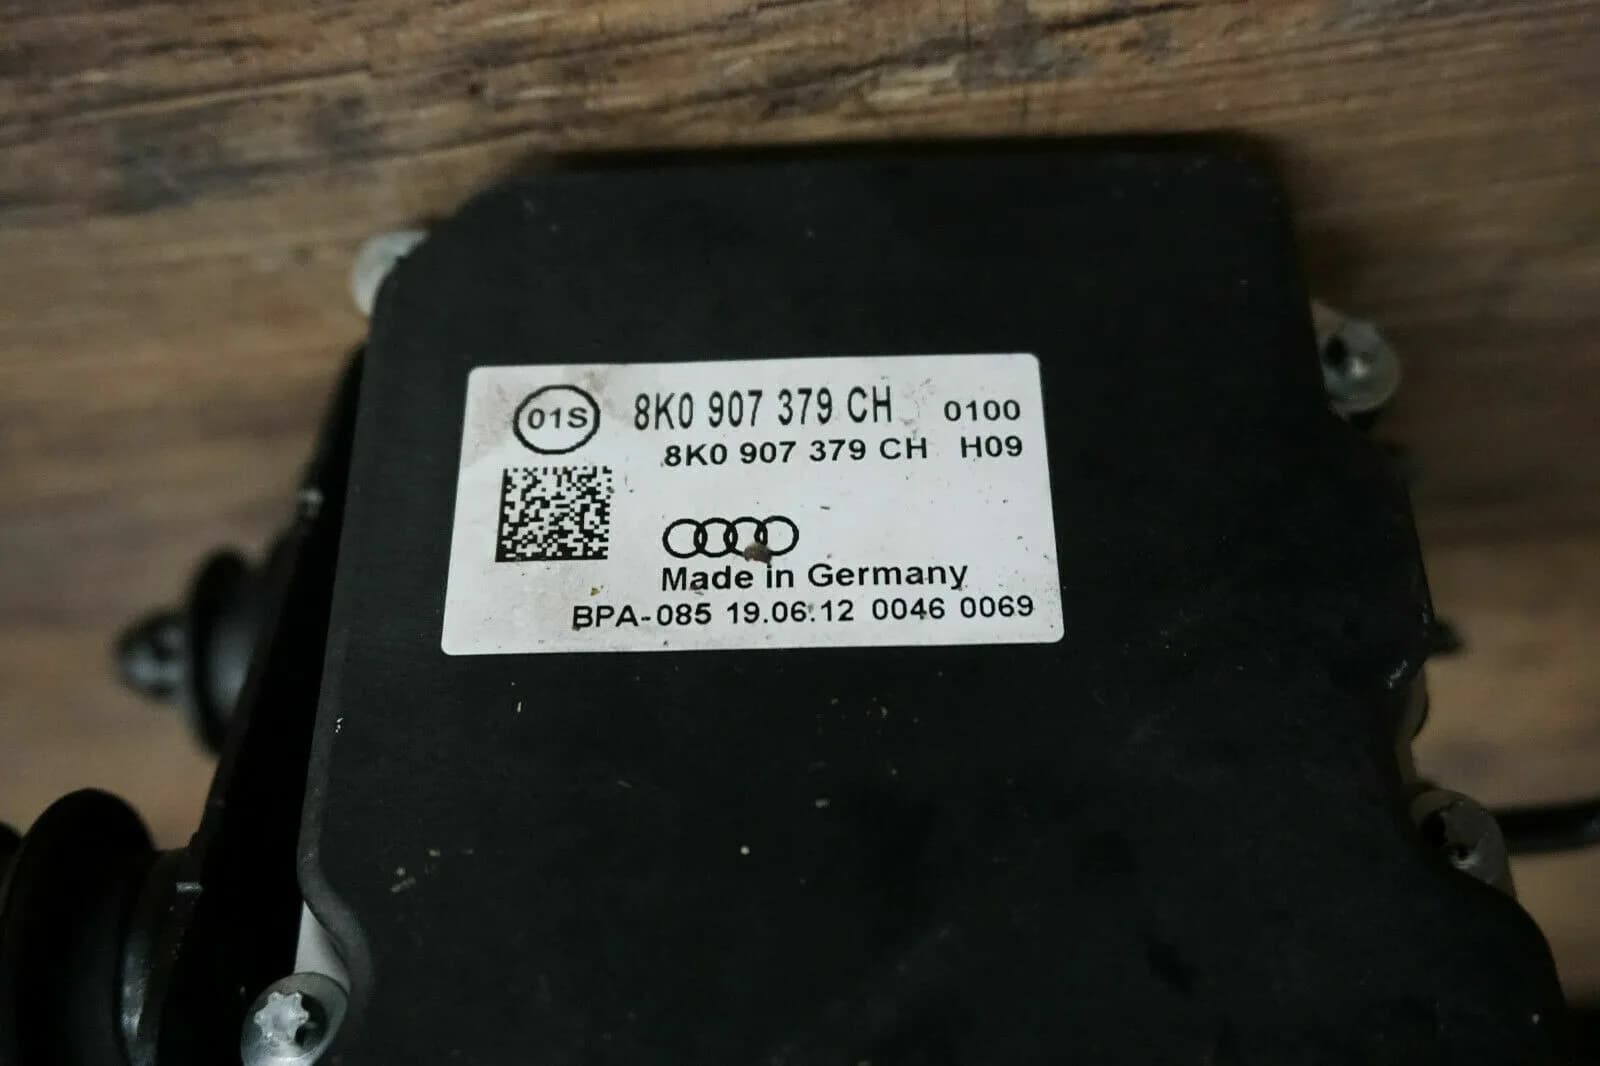 01S 8K0 907 379 CH 0100
8K0 907 379 CH H09
Made in Germany
BPA-085 19.06.12 0046 0069